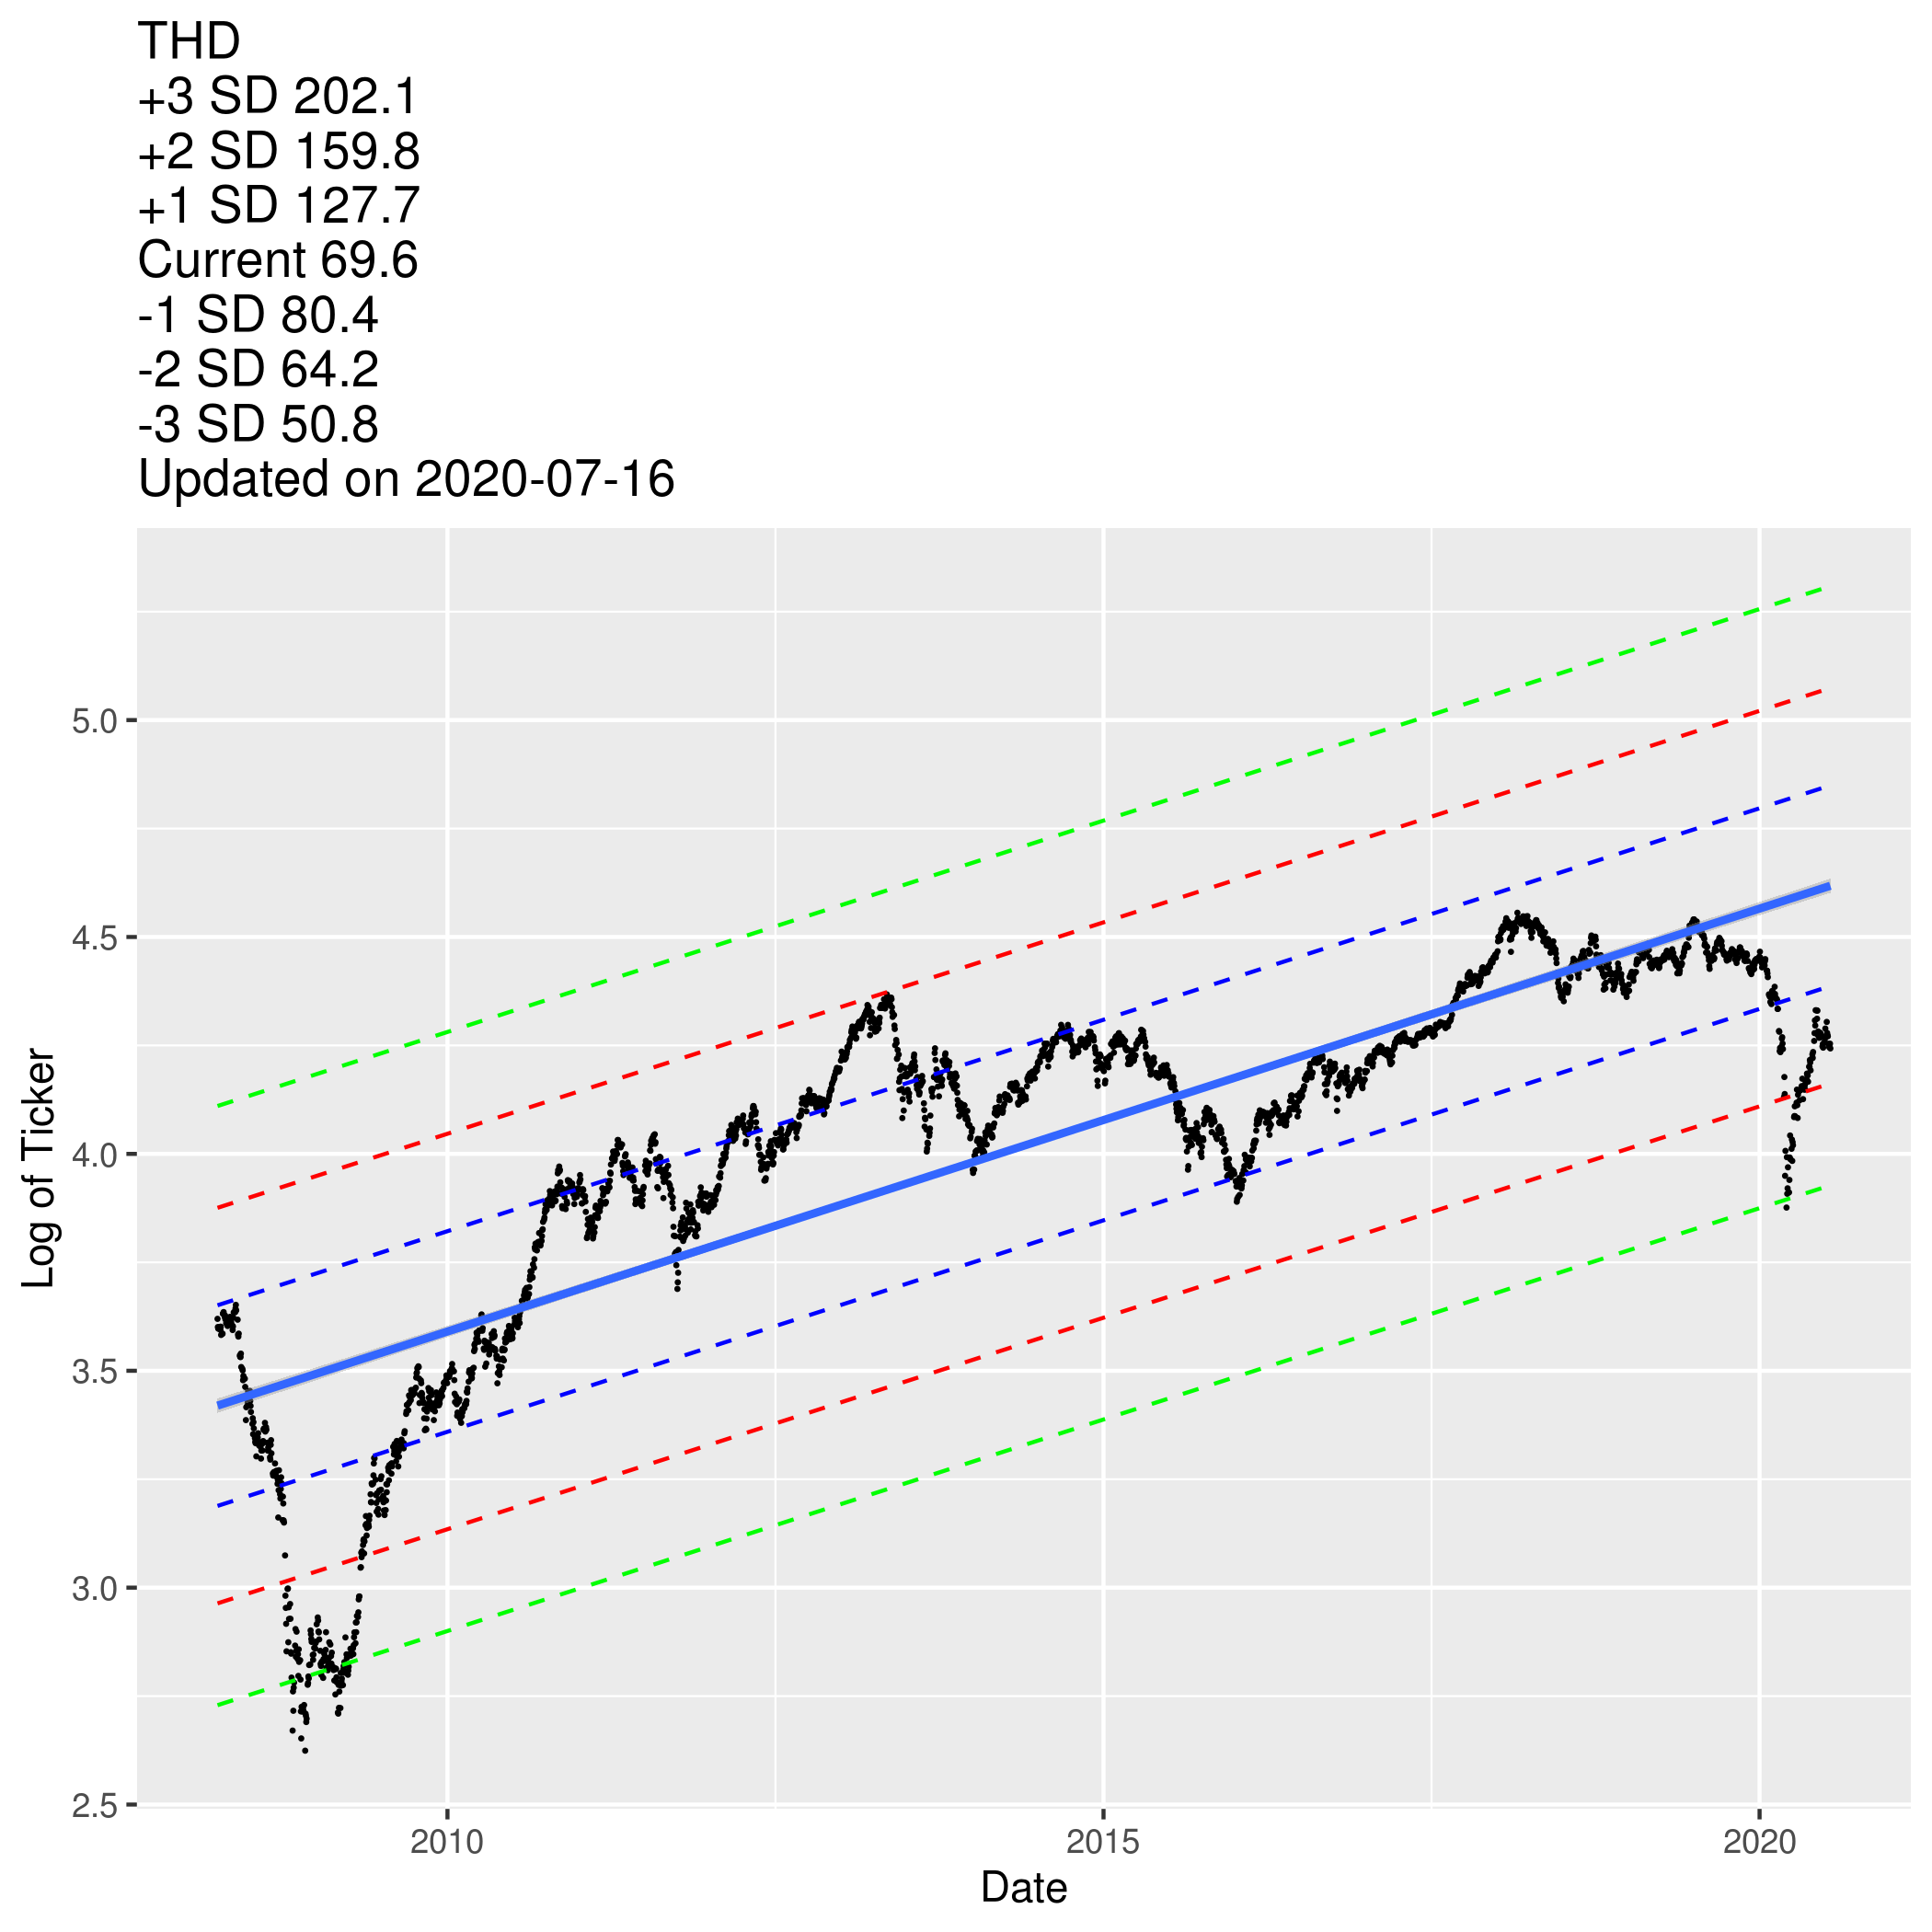 THD
+3 SD 202.1
+2 SD 159.8
+1 SD 127.7
Current 69.6
-1 SD 80.4
-2 SD 64.2
-3 SD 50.8
Updated on 2020-07-16
5.0
4.5
4.0
3.5
3.0
2.5
Log of Ticker
2010
2015
2020
Date